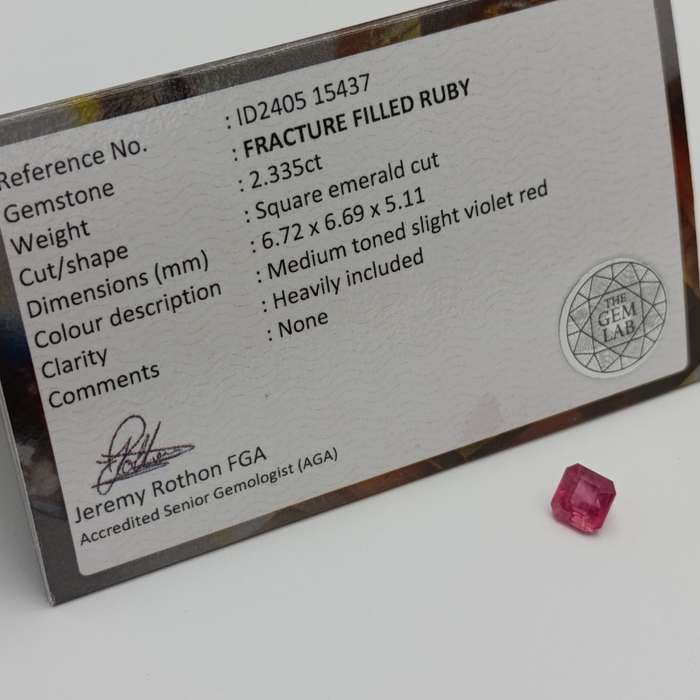 Reference No. : ID2405 15437
Gemstone : FRACTURE FILLED RUBY
Weight : 2.335ct
Cut/shape : Square emerald cut
Dimensions (mm) : 6.72 x 6.69 x 5.11
Colour description : Medium toned slight violet red
Clarity : Heavily included
Comments : None
THE
GEM
LAB
Jeremy Rothon FGA
Accredited Senior Gemologist (AGA)